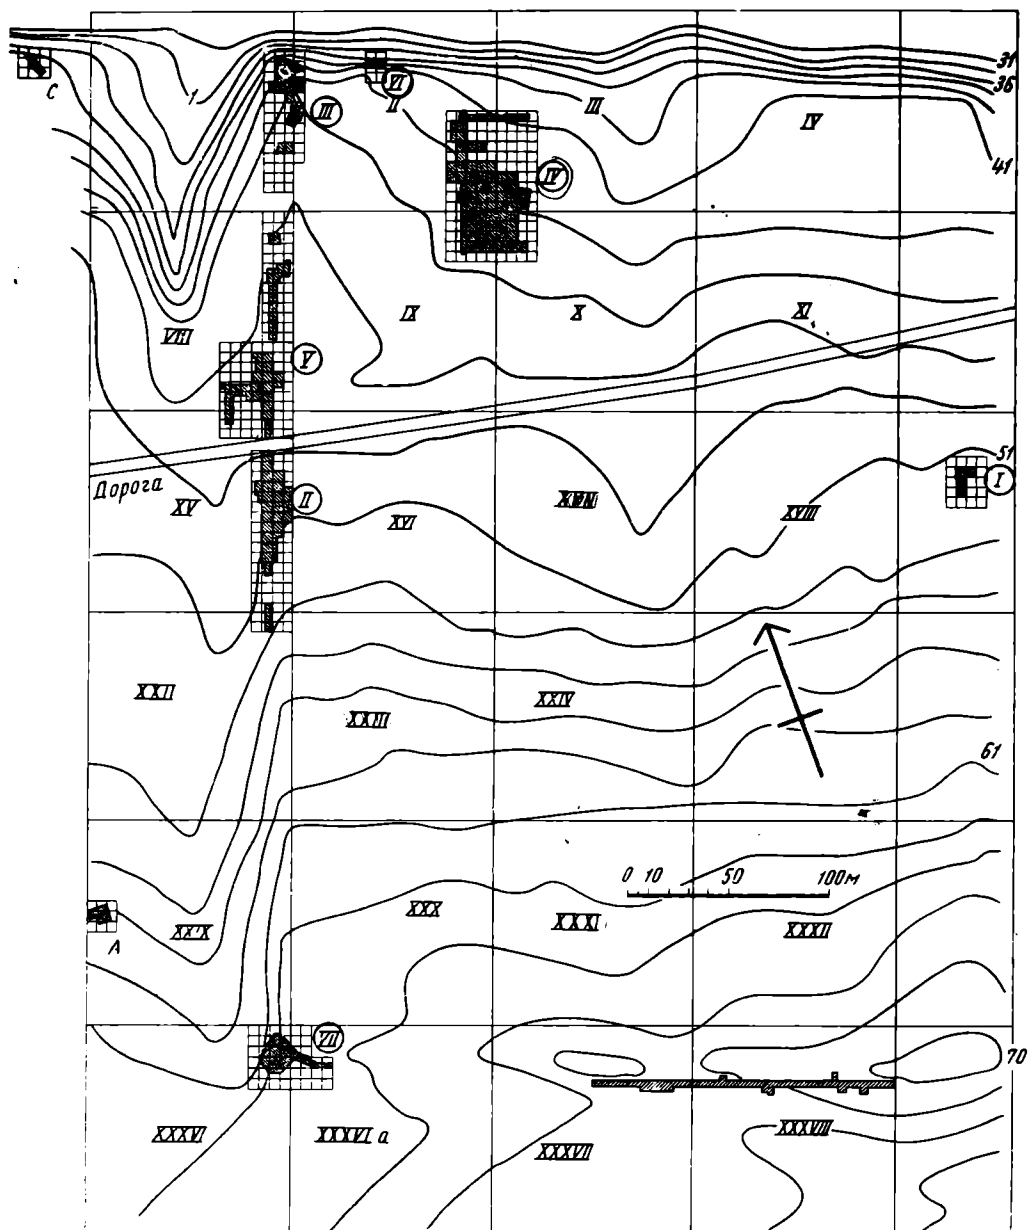 31
С
1
VI
36
II
III
III
IV
41
IV
IX
X
XI
VIII
V
51
Дорога
XV
II
XVI
XVIII
I
XXII
XXIV
XXIII
61
0 10 50 100м
XXX
XXXI
XXXII
А
VII
70
XXXVI
XXXVI а
XXXVII
XXXVIII